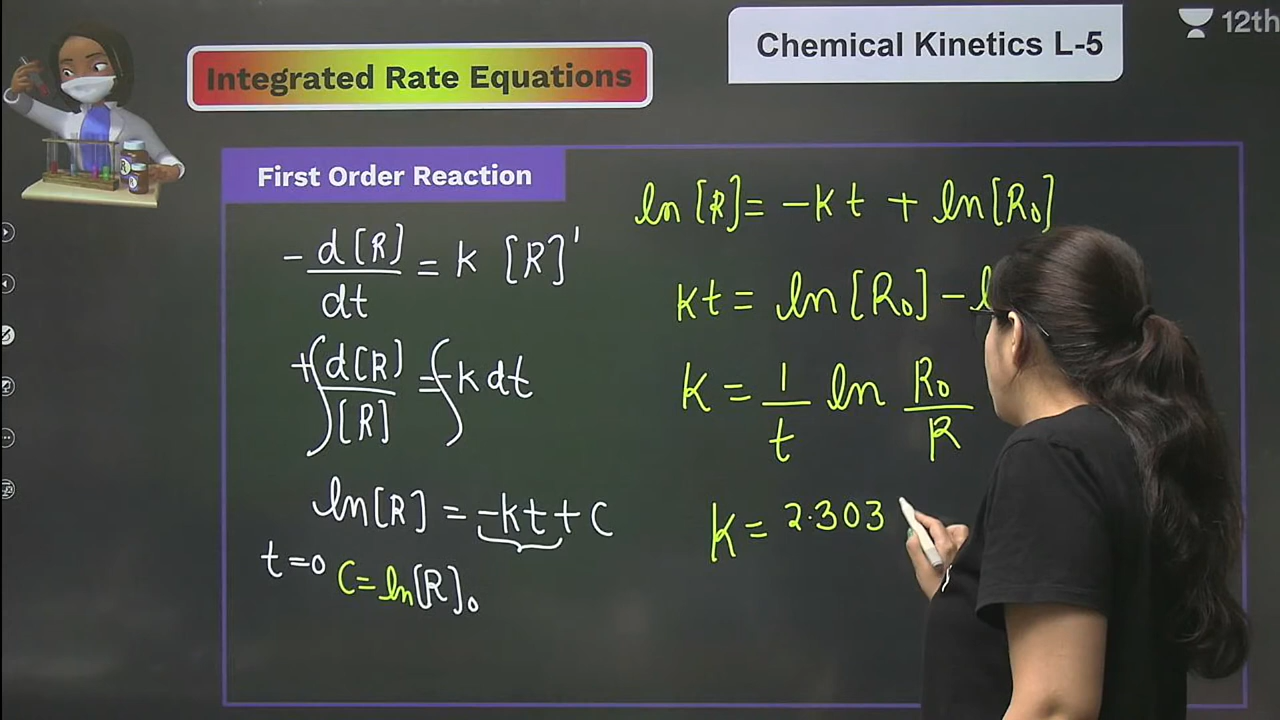 Chemical Kinetics L-5
12th
Integrated Rate Equations
First Order Reaction
- d[R]/dt = k [R]¹
+∫ d[R]/[R] = ∫-k dt
ln[R] = -kt + C
t=0 C=ln[R]₀
ln [R] = -kt + ln[R₀]
kt = ln[R₀] - l
k = 1/t ln R₀/R
k = 2.303